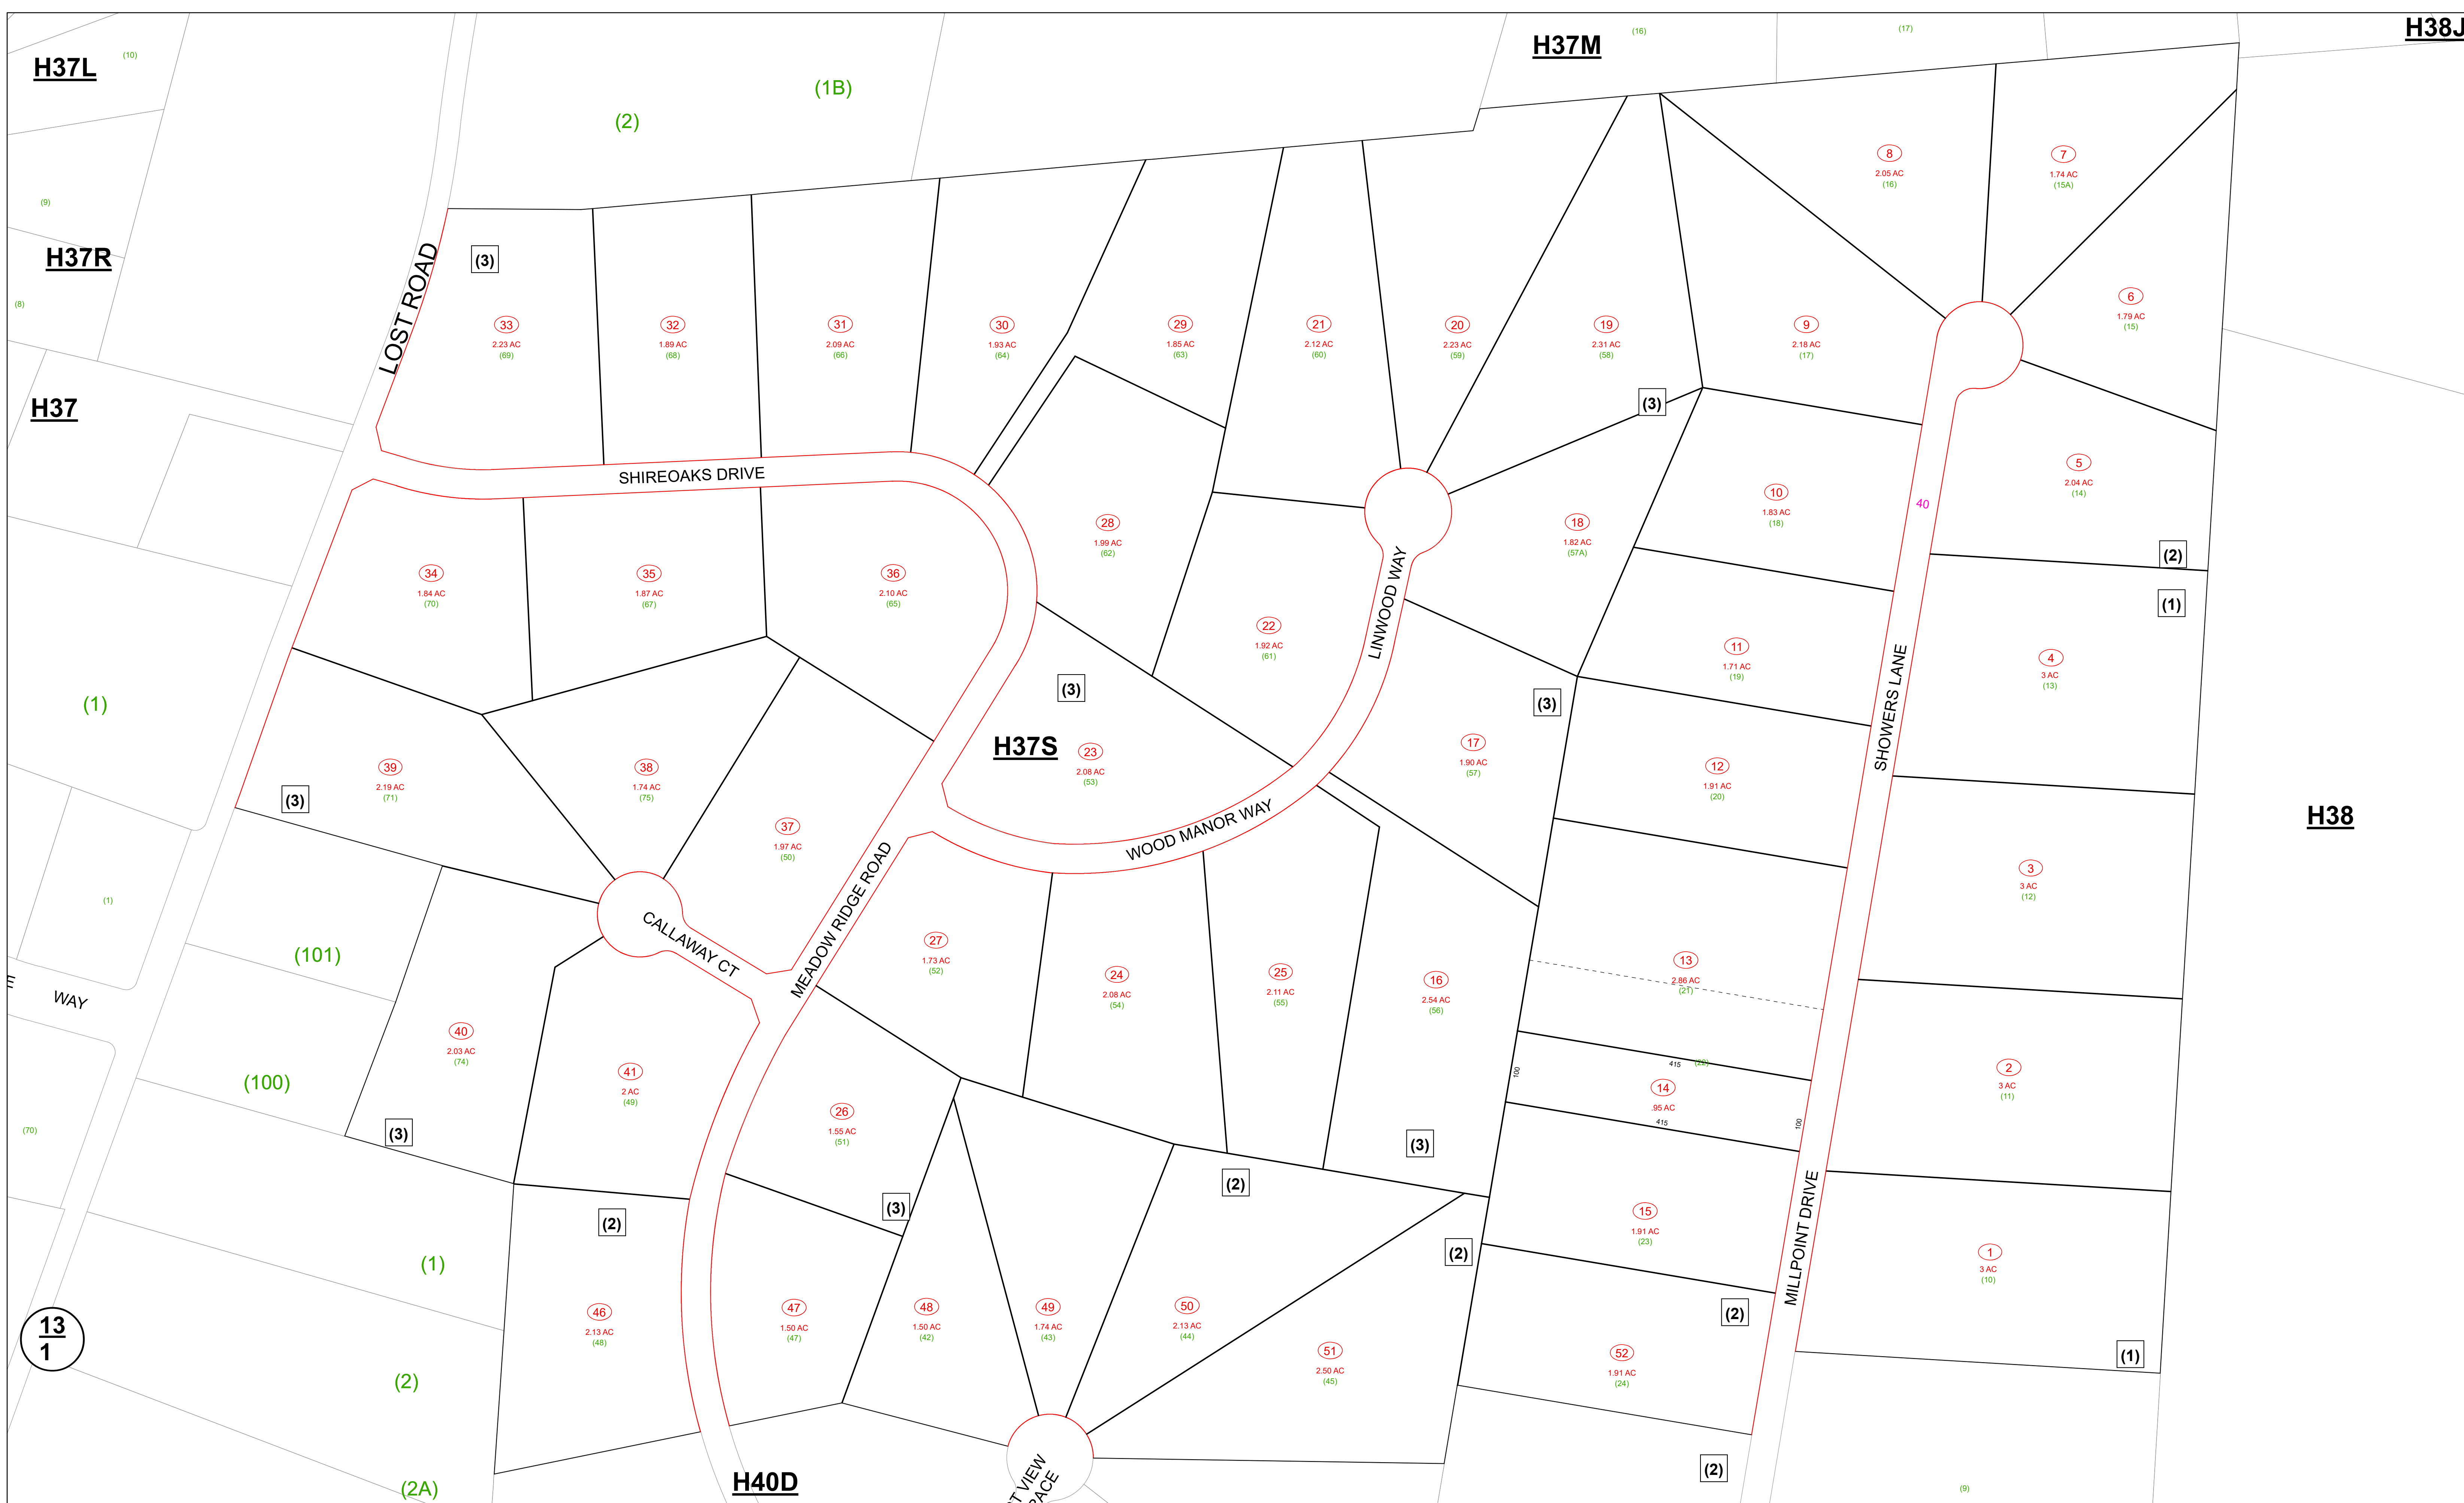 H37L
(10)
(2)
(1B)
H37M
(16)
(17)
H38J
(9)
H37R
(8)
H37
LOST ROAD
(3)
33
2.23 AC
(69)
32
1.89 AC
(68)
31
2.09 AC
(66)
30
1.93 AC
(64)
29
1.85 AC
(63)
21
2.12 AC
(60)
20
2.23 AC
(59)
19
2.31 AC
(58)
(3)
9
2.18 AC
(17)
8
2.05 AC
(16)
7
1.74 AC
(15A)
6
1.79 AC
(15)
SHIREOAKS DRIVE
28
1.99 AC
(62)
LINWOOD WAY
18
1.82 AC
(57A)
10
1.83 AC
(18)
40
5
2.04 AC
(14)
(2)
(1)
34
1.84 AC
(70)
35
1.87 AC
(67)
36
2.10 AC
(65)
22
1.92 AC
(61)
11
1.71 AC
(19)
SHOWERS LANE
4
3 AC
(13)
(1)
(3)
(3)
H37S
23
2.08 AC
(53)
17
1.90 AC
(57)
12
1.91 AC
(20)
H38
39
2.19 AC
(71)
(3)
38
1.74 AC
(75)
37
1.97 AC
(50)
WOOD MANOR WAY
3
3 AC
(12)
(1)
(101)
CALLAWAY CT
MEADOW RIDGE ROAD
27
1.73 AC
(52)
24
2.08 AC
(54)
25
2.11 AC
(55)
16
2.54 AC
(56)
13
2.86 AC
(21)
E WAY
(100)
40
2.03 AC
(74)
41
2 AC
(49)
26
1.55 AC
(51)
415
(22)
100
14
.95 AC
415
100
2
3 AC
(11)
(70)
(3)
(3)
(2)
(3)
(2)
(2)
15
1.91 AC
(23)
MILLPOINT DRIVE
1
3 AC
(10)
(1)
(1)
13
1
46
2.13 AC
(48)
47
1.50 AC
(47)
48
1.50 AC
(42)
49
1.74 AC
(43)
50
2.13 AC
(44)
51
2.50 AC
(45)
(2)
52
1.91 AC
(24)
(2)
(2A)
H40D
T VIEW
RACE
(2)
(9)